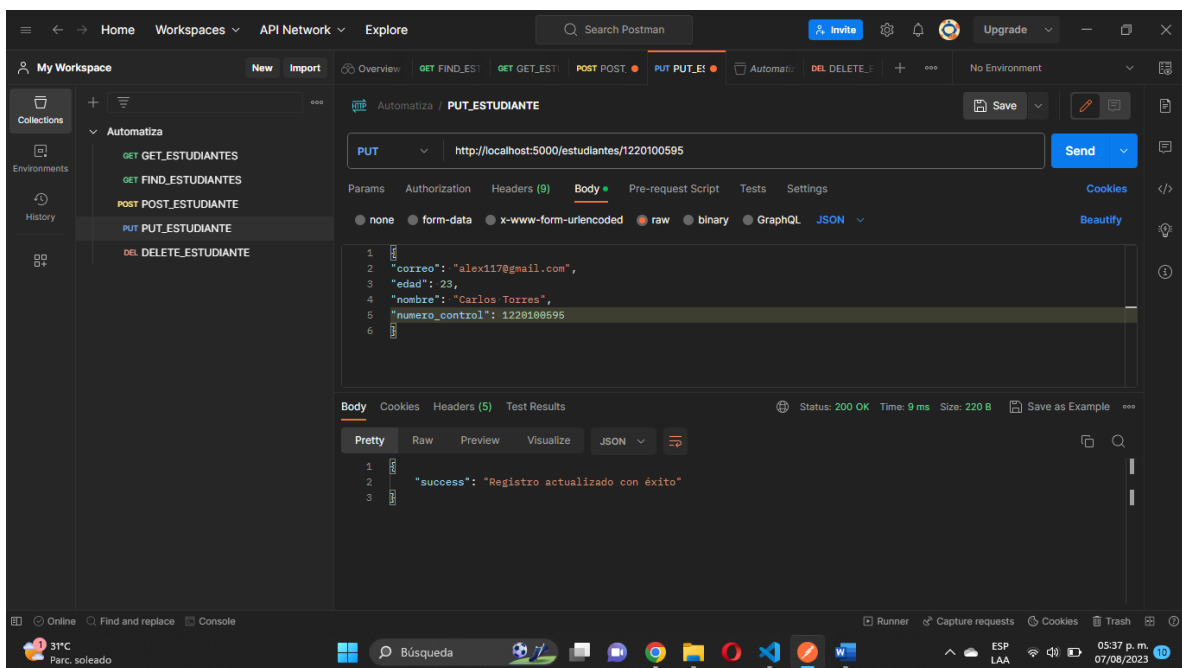 Home Workspaces API Network Explore Search Postman Invite Upgrade
My Workspace New Import Overview GET FIND_EST GET GET_EST POST POST_ PUT PUT_ES Automati DEL DELETE_E No Environment
Collections
Environments
History
Automatiza
GET GET_ESTUDIANTES
GET FIND_ESTUDIANTES
POST POST_ESTUDIANTE
PUT PUT_ESTUDIANTE
DEL DELETE_ESTUDIANTE
HTTP Automatiza / PUT_ESTUDIANTE Save
PUT http://localhost:5000/estudiantes/1220100595 Send
Params Authorization Headers (9) Body Pre-request Script Tests Settings Cookies
none form-data x-www-form-urlencoded raw binary GraphQL JSON Beautify
1 {
2 "correo": "alex117@gmail.com",
3 "edad": 23,
4 "nombre": "Carlos Torres",
5 "numero_control": 1220100595
6 }
Body Cookies Headers (5) Test Results Status: 200 OK Time: 9 ms Size: 220 B Save as Example
Pretty Raw Preview Visualize JSON
1 {
2 "success": "Registro actualizado con éxito"
3 }
Online Find and replace Console Runner Capture requests Cookies Trash
1 31°C
Parc. soleado
Búsqueda
ESP
LAA
05:37 p. m.
07/08/2023
10